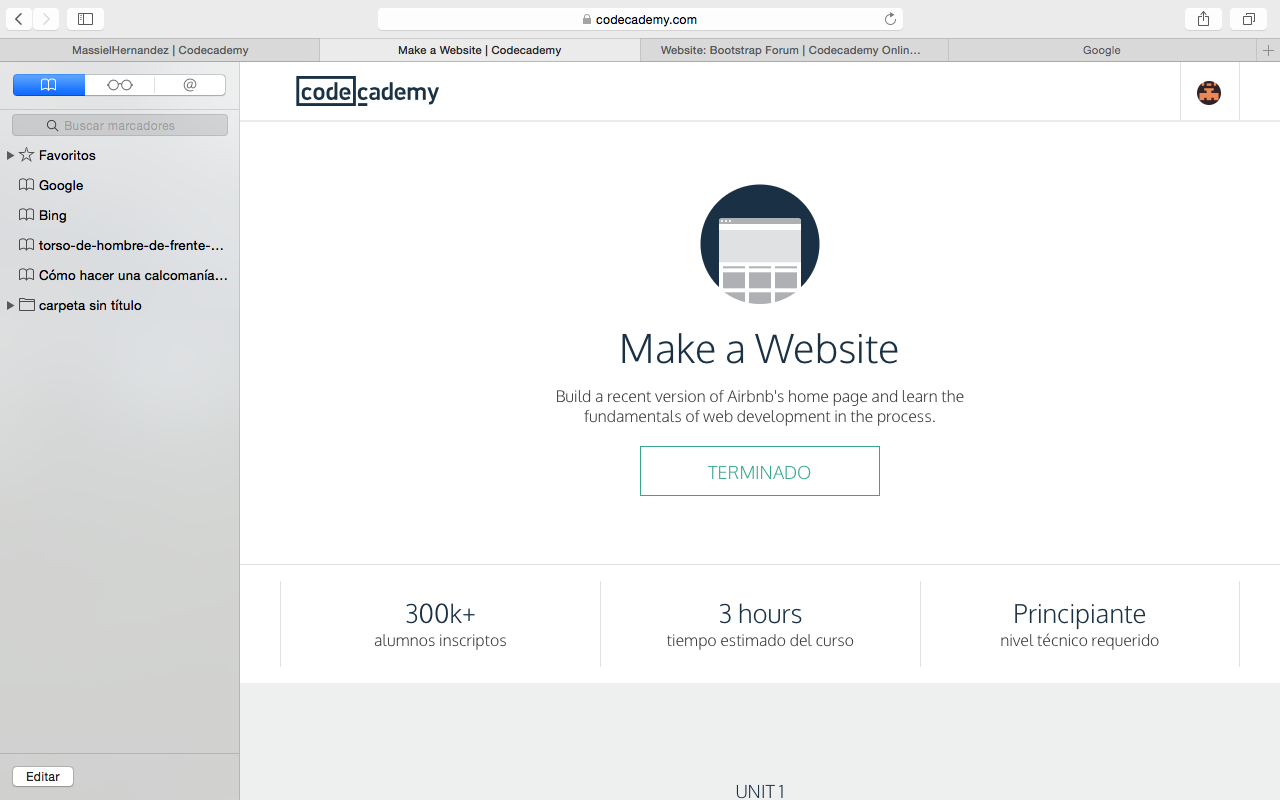 codecademy.com
MassielHernandez | Codecademy
Make a Website | Codecademy
Website: Bootstrap Forum | Codecademy Onlin…
Google
@
Buscar marcadores
Favoritos
Google
Bing
torso-de-hombre-de-frente-…
Cómo hacer una calcomanía…
carpeta sin título
Editar
codecademy
Make a Website
Build a recent version of Airbnb's home page and learn the
fundamentals of web development in the process.
TERMINADO
300k+
alumnos inscriptos
3 hours
tiempo estimado del curso
Principiante
nivel técnico requerido
UNIT 1